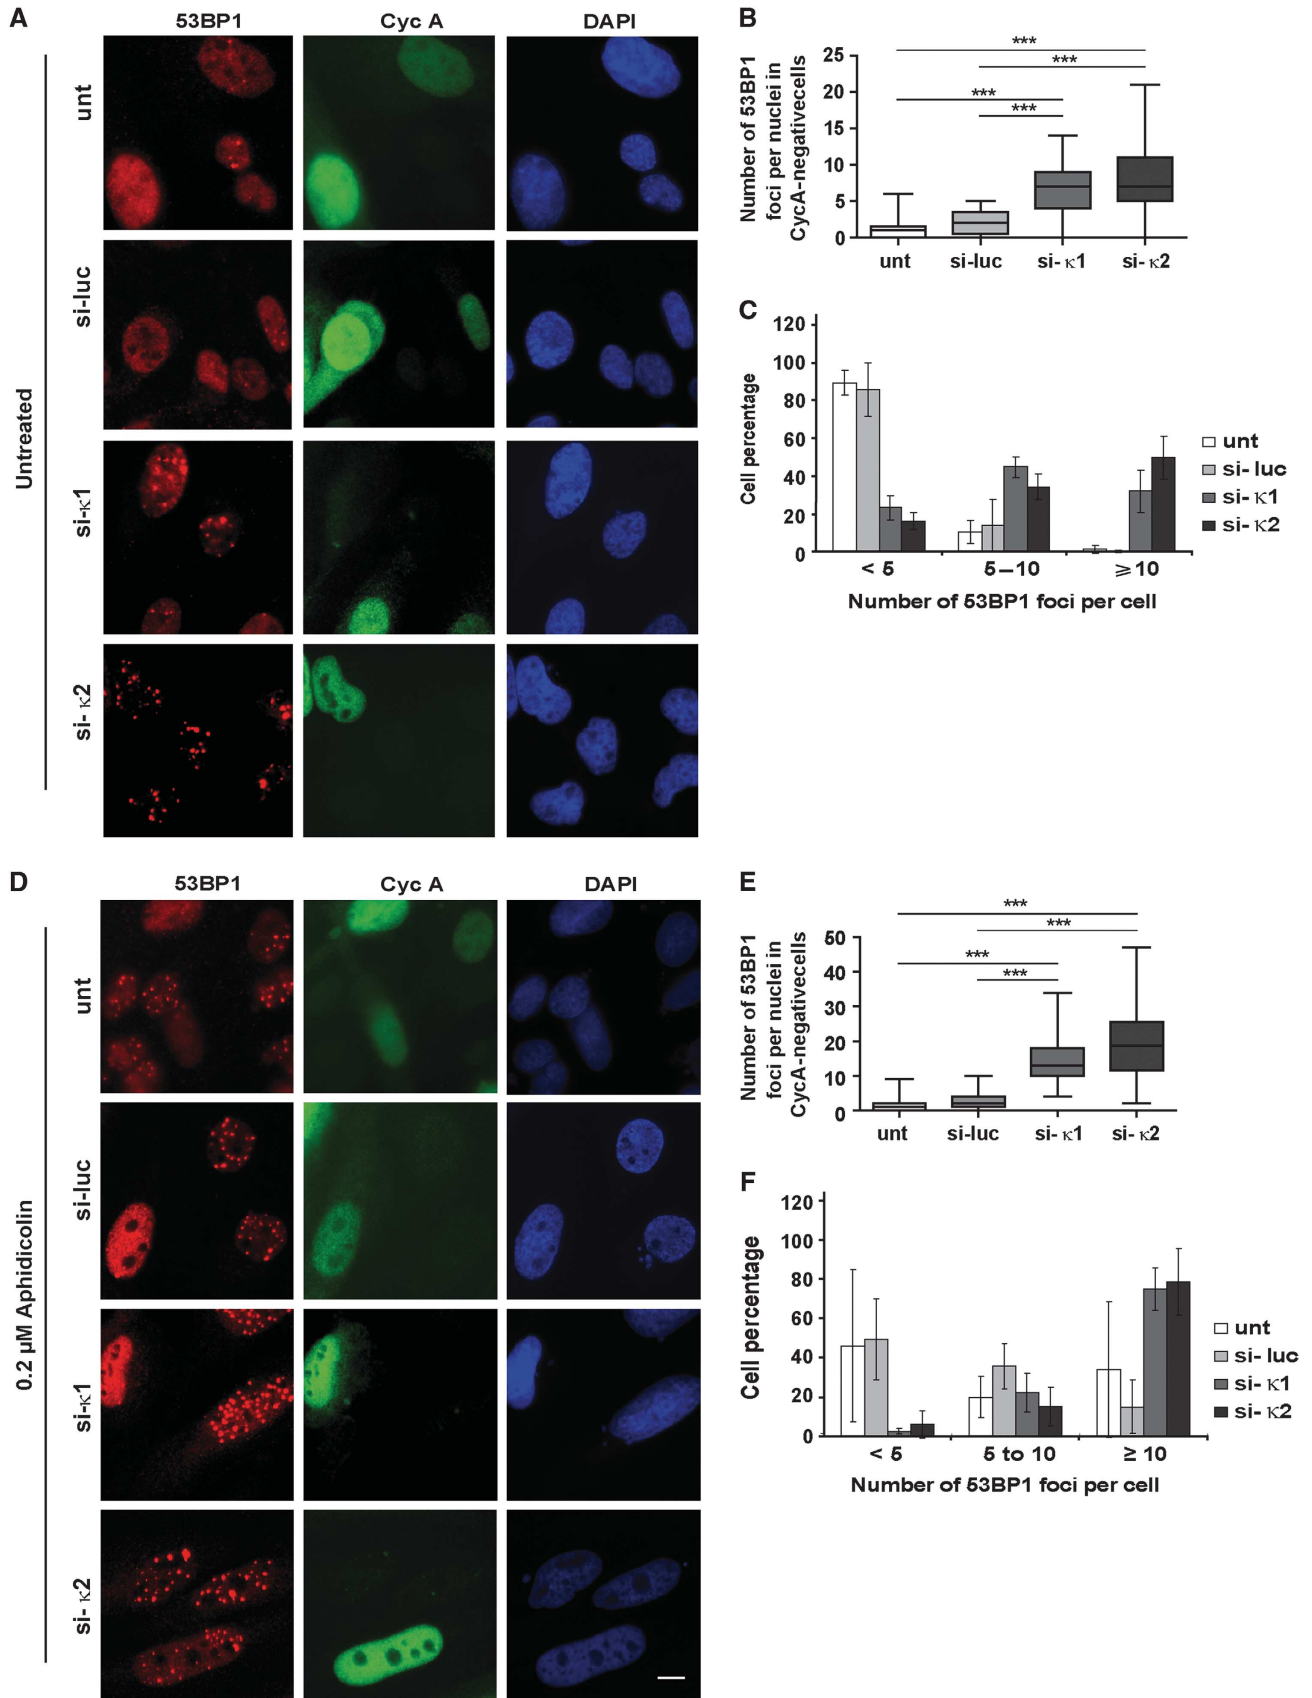 A
53BP1
Cyc A
DAPI
Untreated
unt
si-luc
si-κ1
si-κ2
B
***
***
***
***
Number of 53BP1
foci per nuclei in
CycA-negativecells
25
20
15
10
5
0
unt
si-luc
si-κ1
si-κ2
C
Cell percentage
120
100
80
60
40
20
0
< 5
5–10
⩾10
Number of 53BP1 foci per cell
unt
si-luc
si-κ1
si-κ2
D
53BP1
Cyc A
DAPI
0.2 µM Aphidicolin
unt
si-luc
si-κ1
si-κ2
E
***
***
***
***
Number of 53BP1
foci per nuclei in
CycA-negativecells
50
40
30
20
10
0
unt
si-luc
si-κ1
si-κ2
F
Cell percentage
120
100
80
60
40
20
0
< 5
5 to 10
≥ 10
Number of 53BP1 foci per cell
unt
si-luc
si-κ1
si-κ2